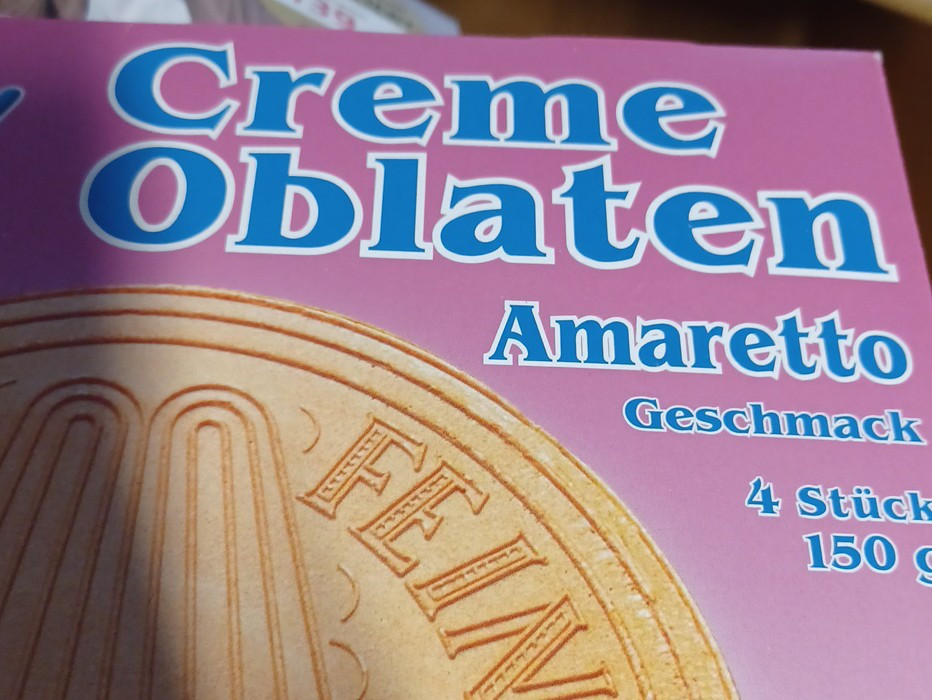 Creme
Oblaten
Amaretto
Geschmack
4 Stück
150 g
FEIN